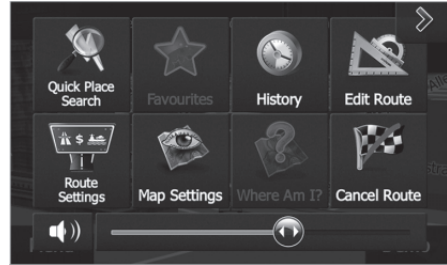 Quick Place
Search
Favourites
History
Edit Route
$
Route
Settings
Map Settings
Where Am I?
Cancel Route